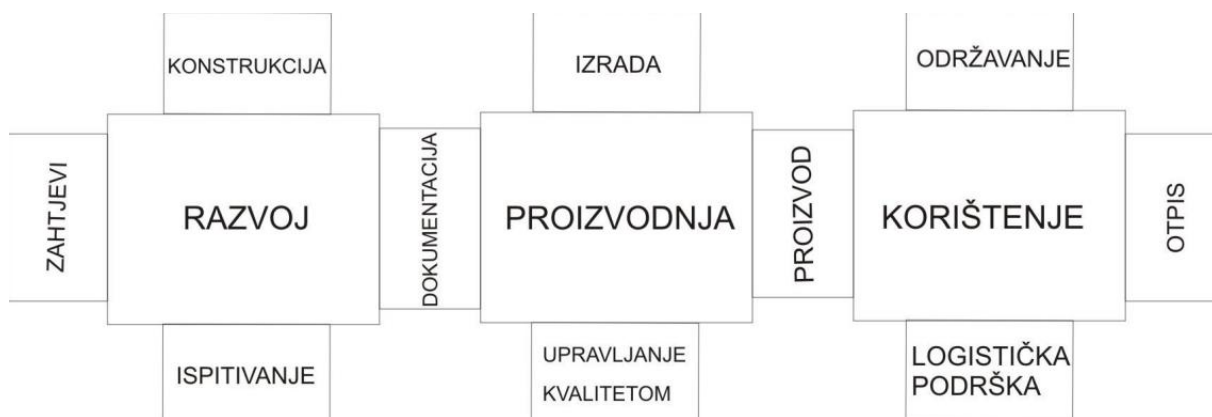 KONSTRUKCIJA
IZRADA
ODRŽAVANJE
ZAHTJEVI
RAZVOJ
DOKUMENTACIJA
PROIZVODNJA
PROIZVOD
KORIŠTENJE
OTPIS
ISPITIVANJE
UPRAVLJANJE
KVALITETOM
LOGISTIČKA
PODRŠKA